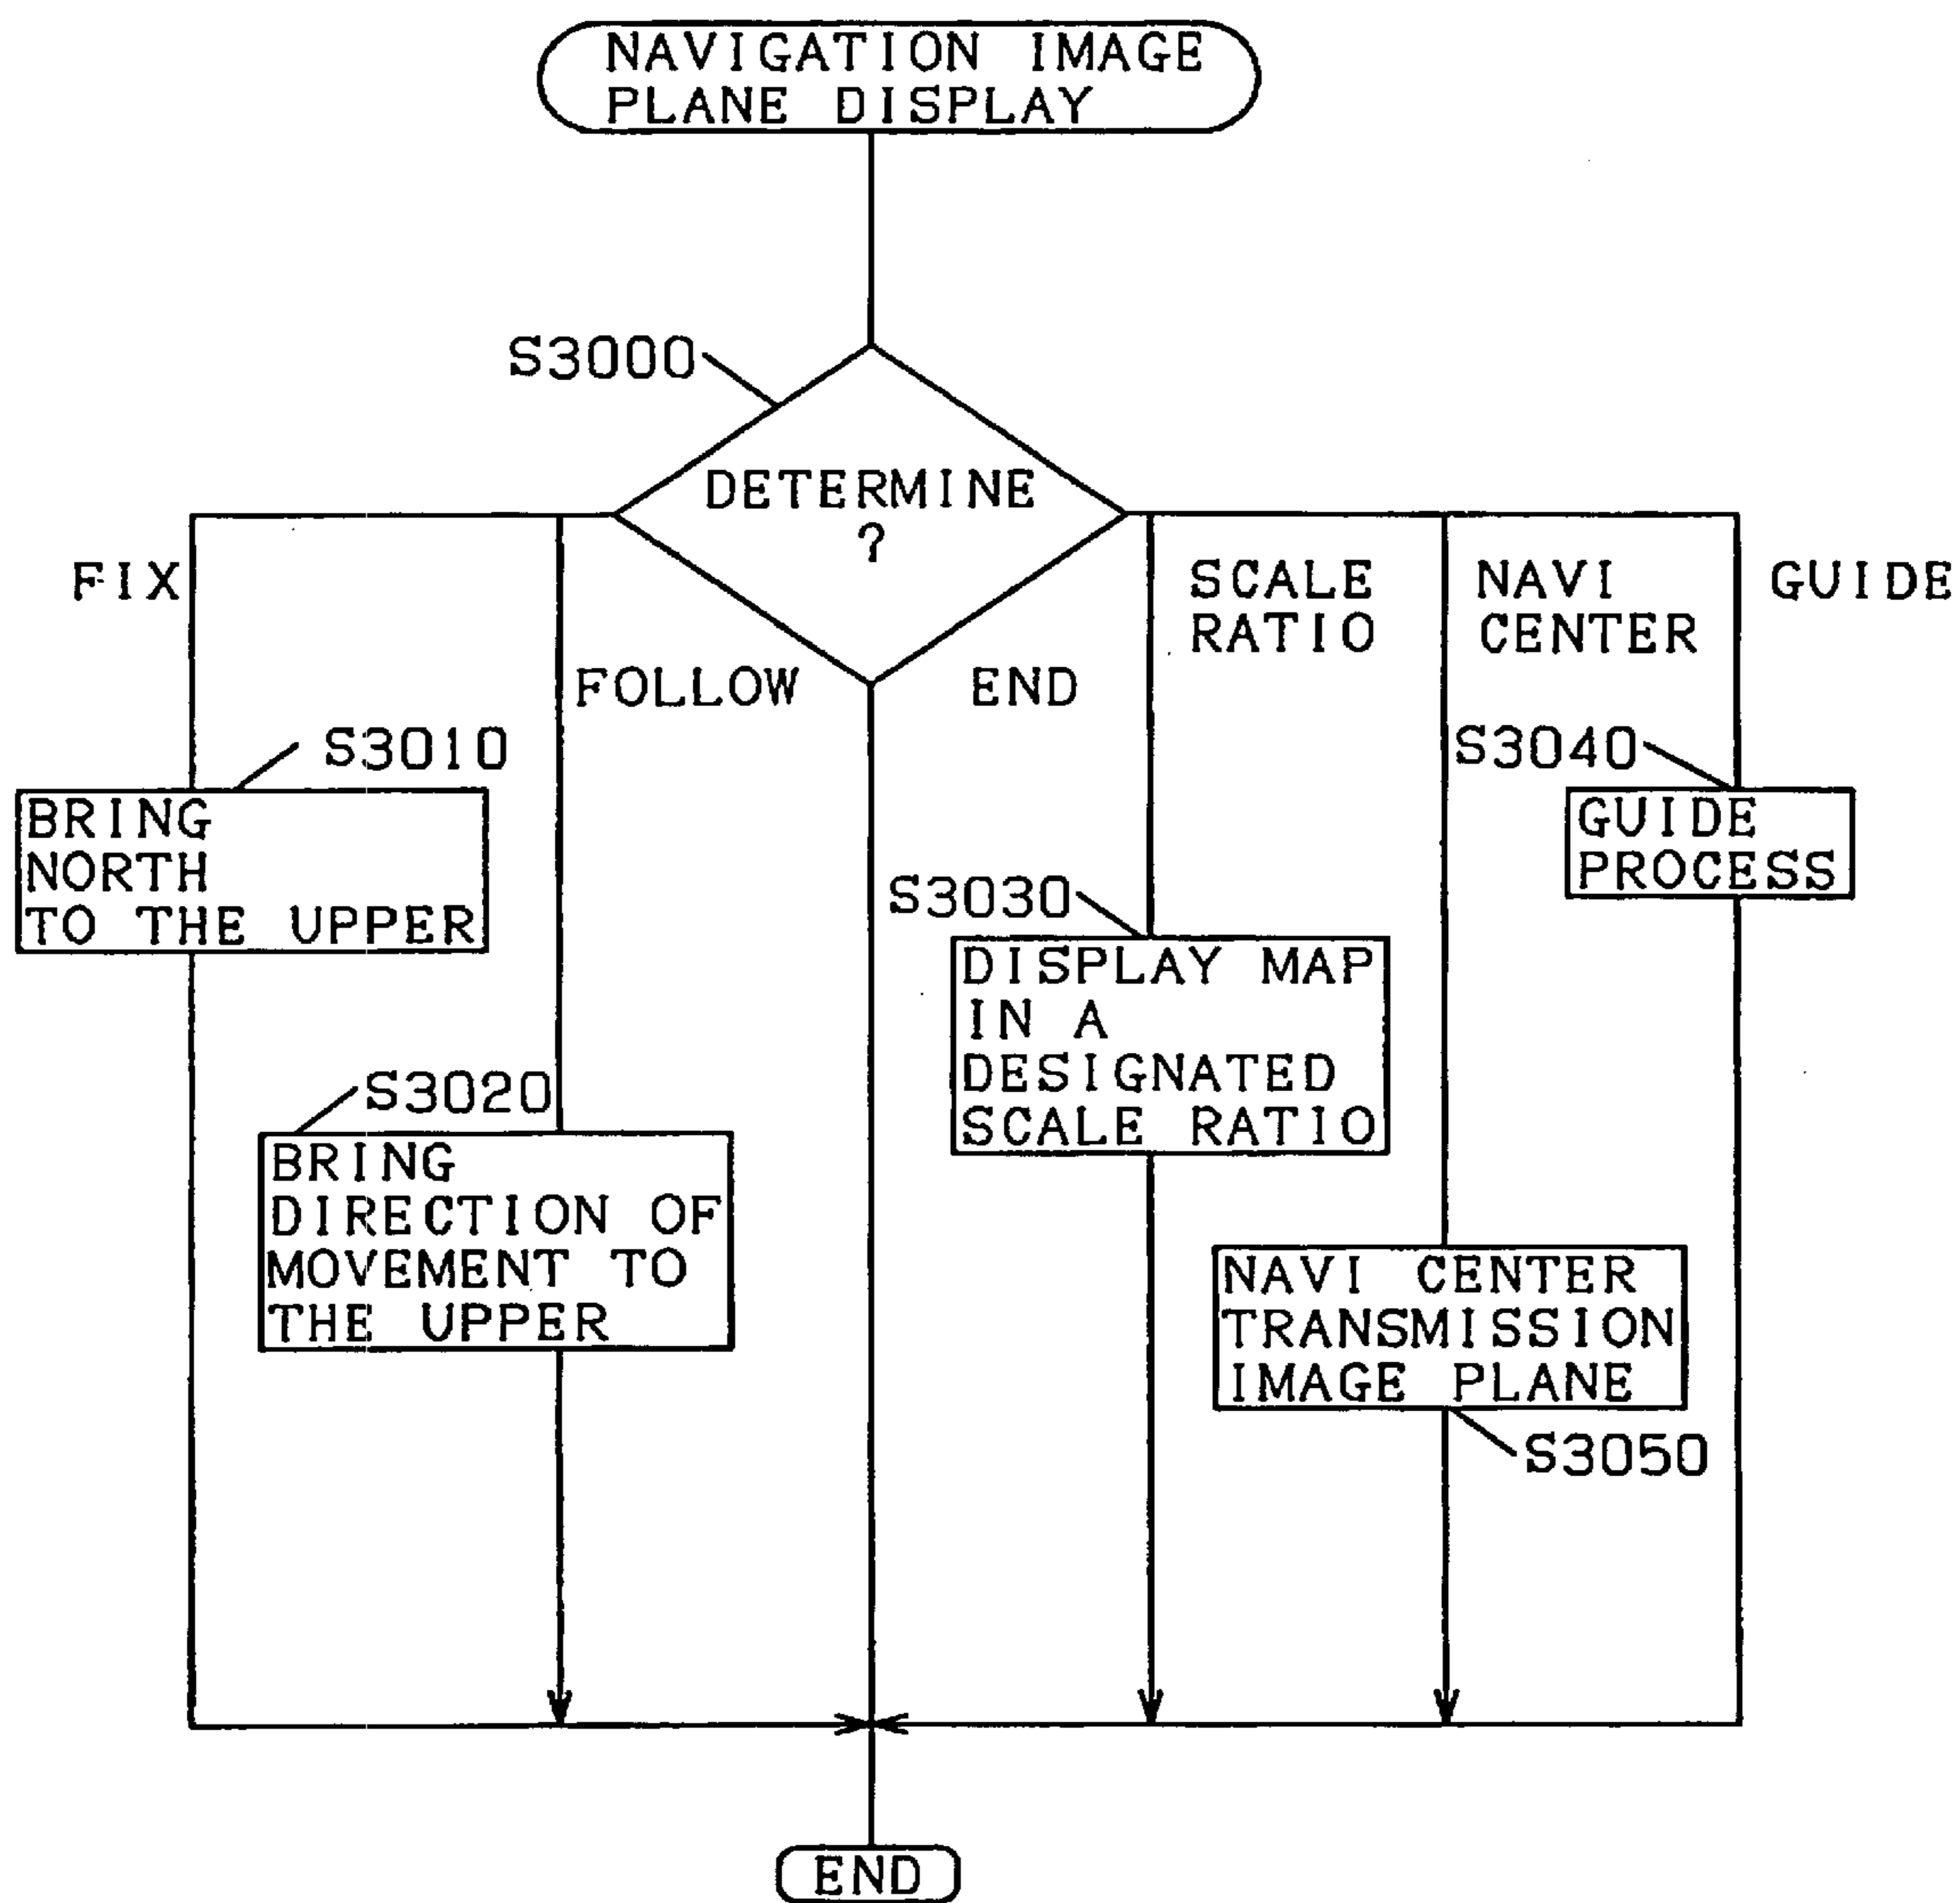 NAVIGATION IMAGE
PLANE DISPLAY
S3000
DETERMINE
?
FIX
FOLLOW
END
SCALE
RATIO
NAVI
CENTER
GUIDE
S3010
BRING
NORTH
TO THE UPPER
S3020
BRING
DIRECTION OF
MOVEMENT TO
THE UPPER
S3030
DISPLAY MAP
IN A
DESIGNATED
SCALE RATIO
S3040
GUIDE
PROCESS
NAVI CENTER
TRANSMISSION
IMAGE PLANE
S3050
END